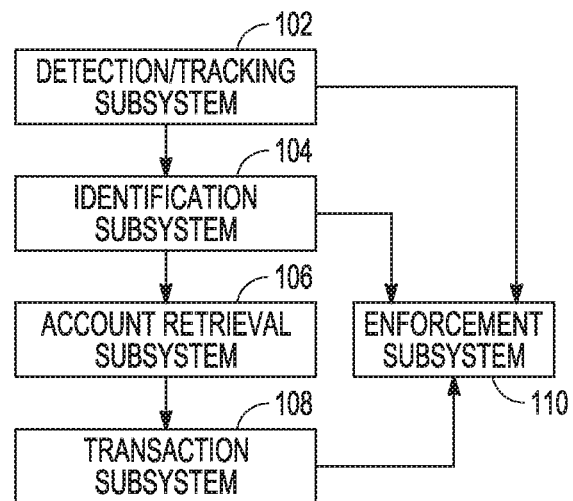 102
DETECTION/TRACKING
SUBSYSTEM
104
IDENTIFICATION
SUBSYSTEM
106
ACCOUNT RETRIEVAL
SUBSYSTEM
ENFORCEMENT
SUBSYSTEM
110
108
TRANSACTION
SUBSYSTEM